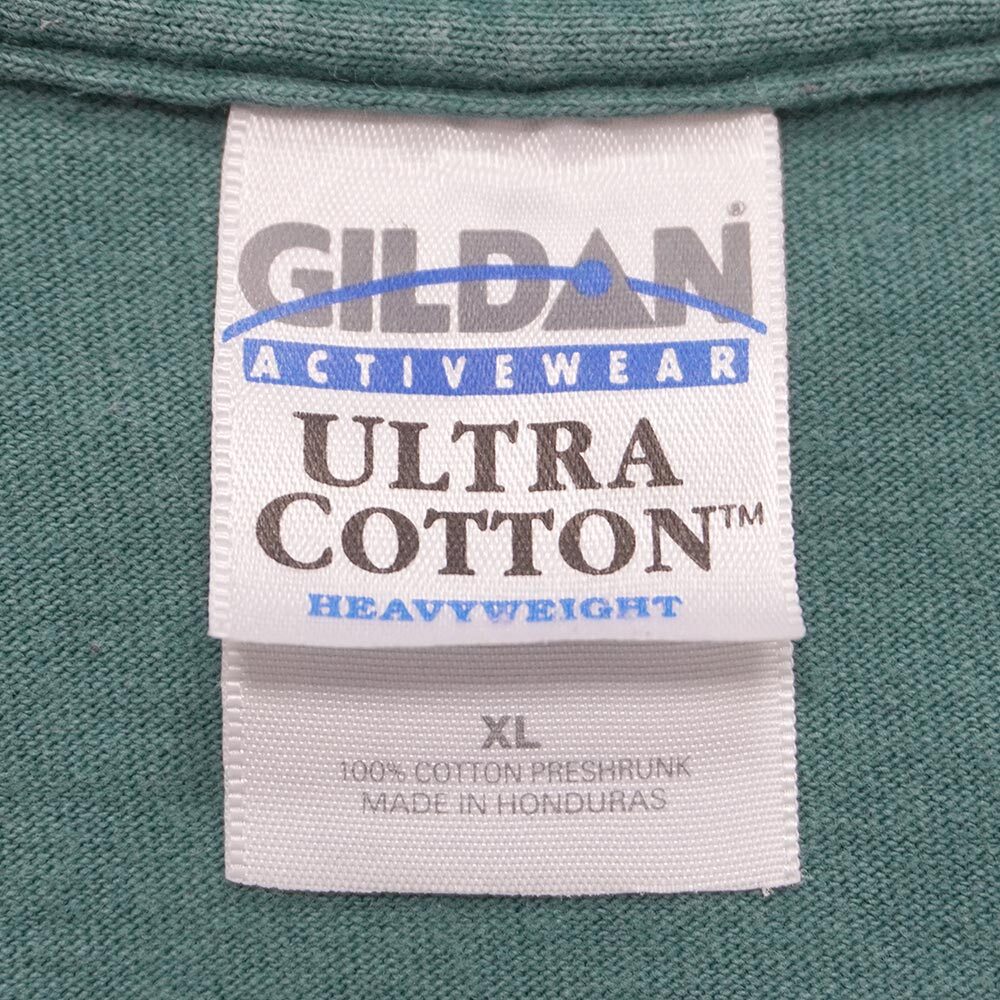 GILDAN®
ACTIVEWEAR
ULTRA
COTTON™
HEAVYWEIGHT
XL
100% COTTON PRESHRUNK
MADE IN HONDURAS